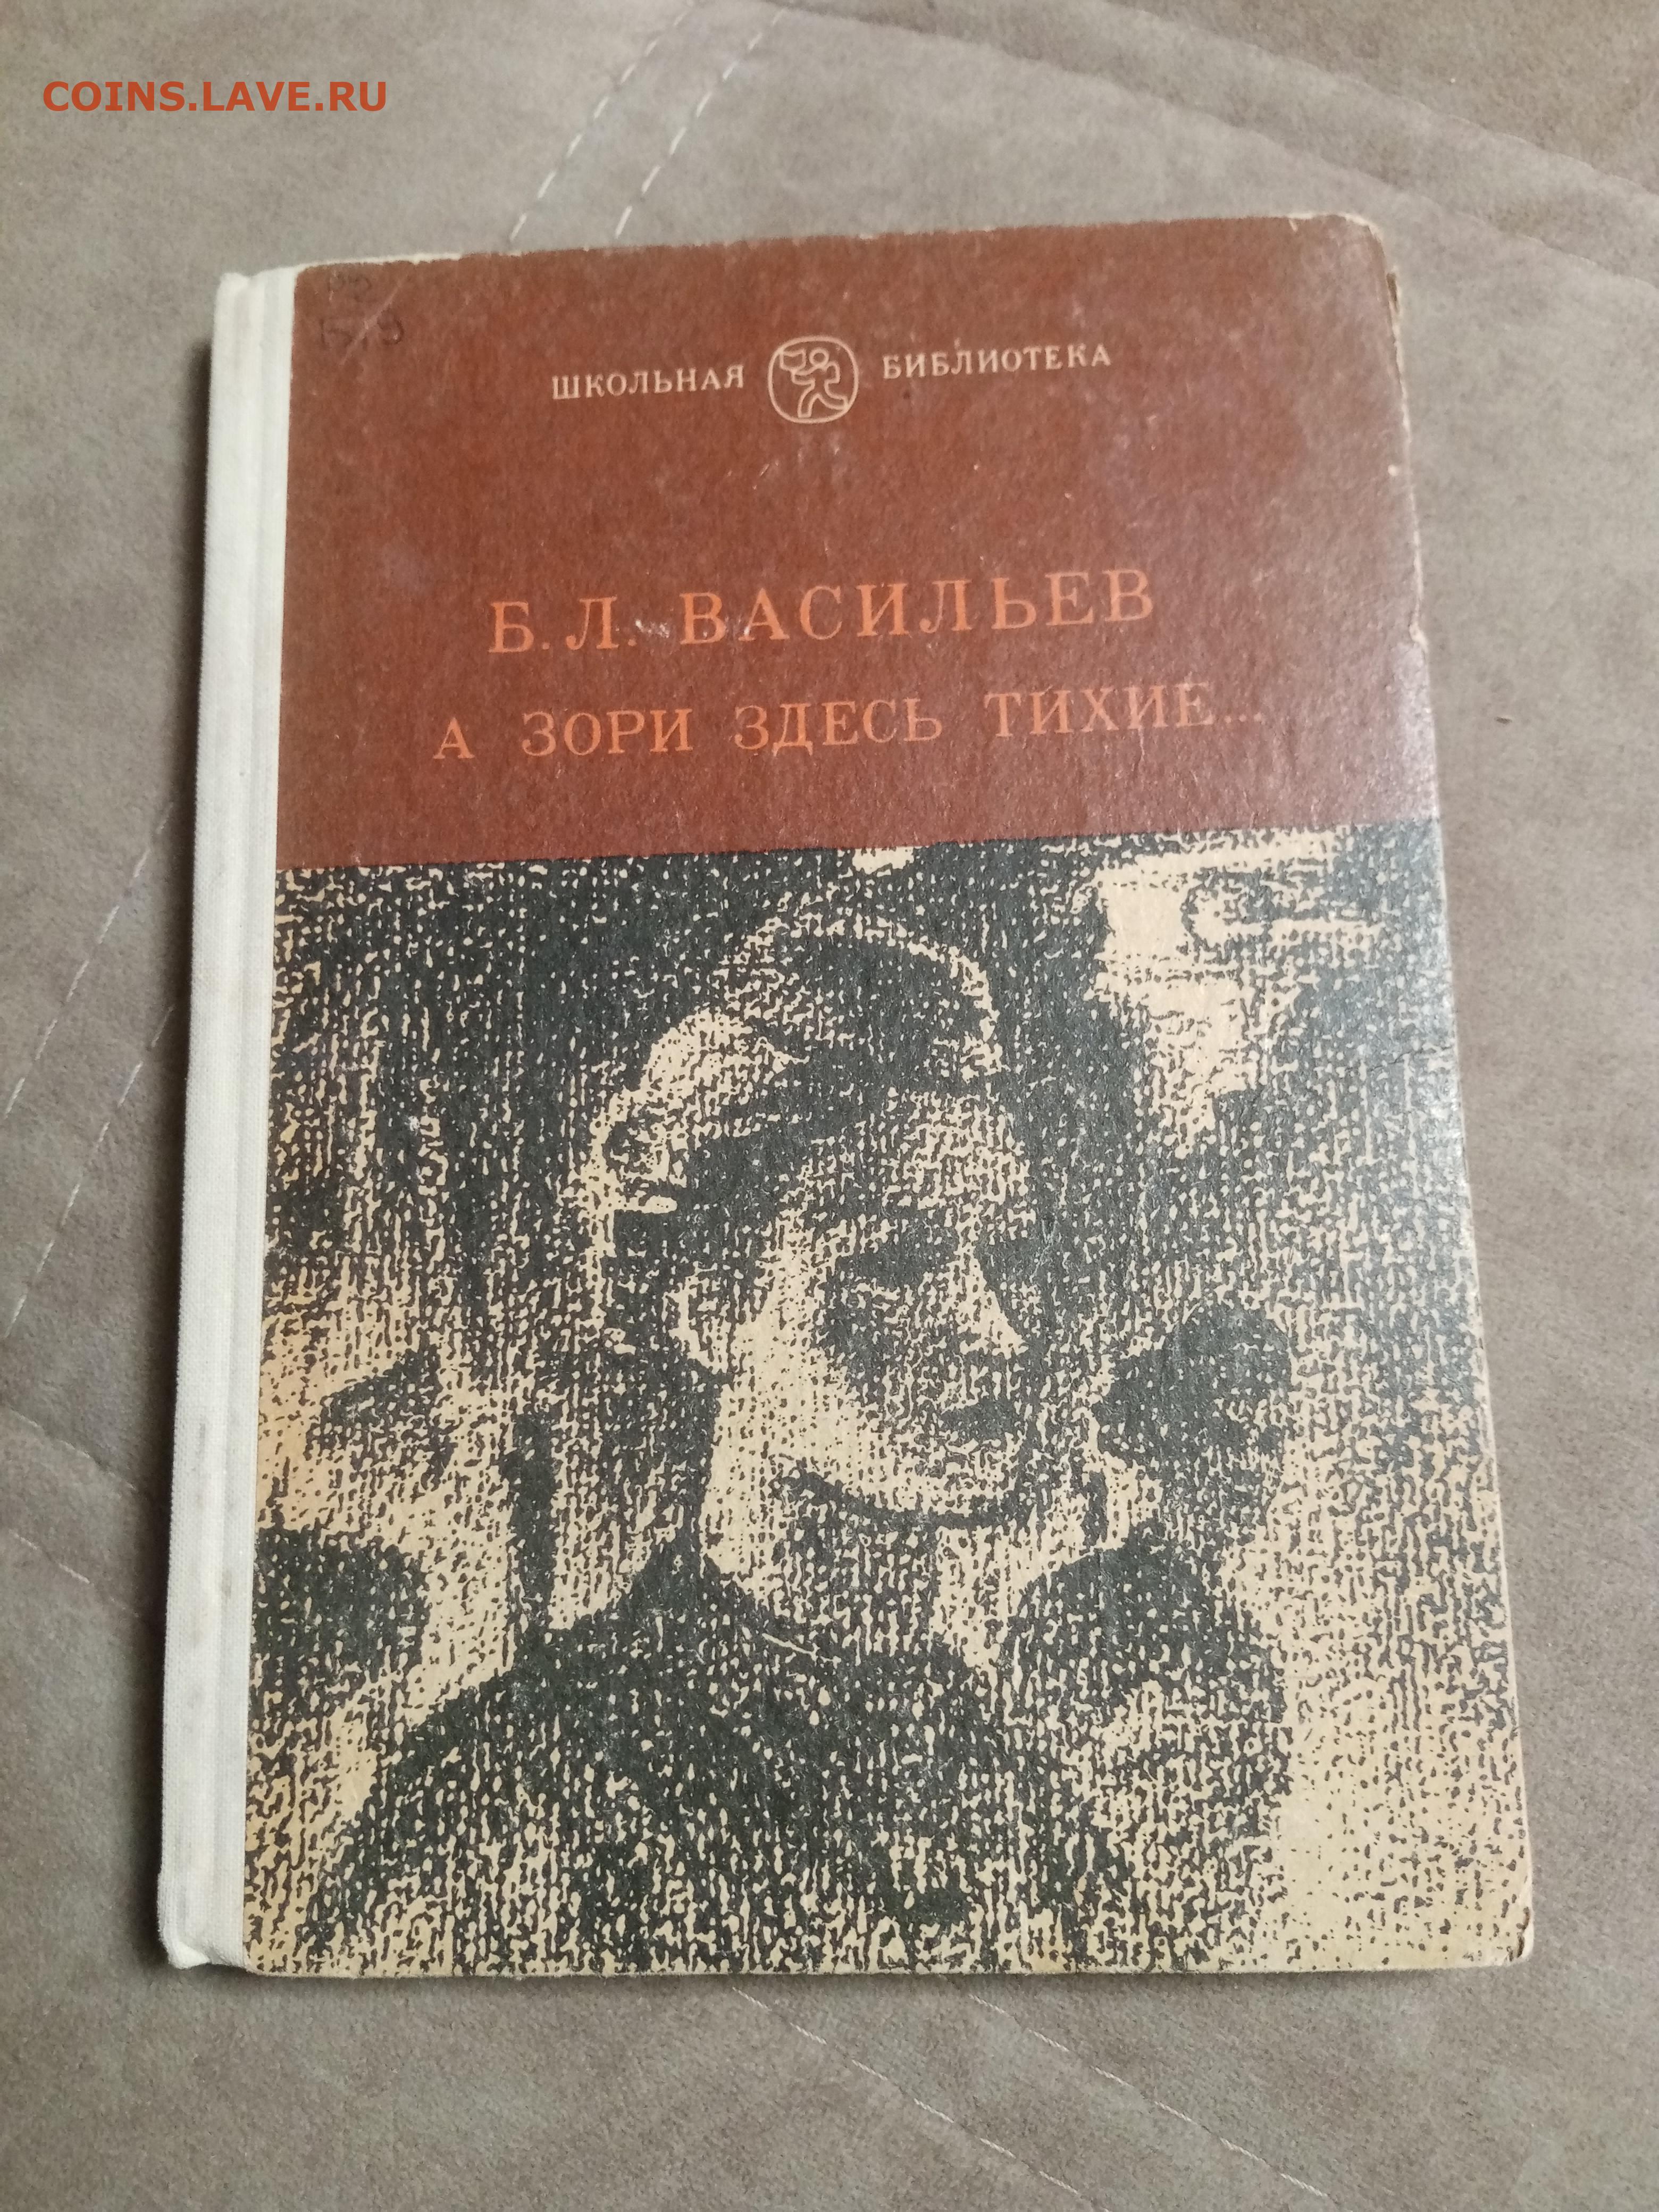 COINS.LAVE.RU
ШКОЛЬНАЯ БИБЛИОТЕКА
Б. Л. ВАСИЛЬЕВ
А ЗОРИ ЗДЕСЬ ТИХИЕ...